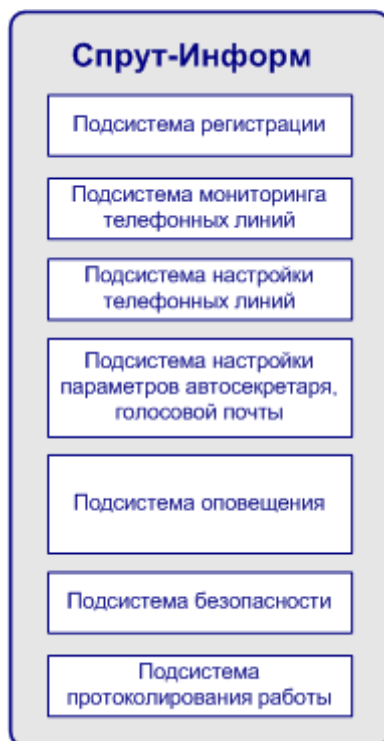 Спрут-Информ
Подсистема регистрации
Подсистема мониторинга
телефонных линий
Подсистема настройки
телефонных линий
Подсистема настройки
параметров автосекретаря,
голосовой почты
Подсистема оповещения
Подсистема безопасности
Подсистема
протоколирования работы